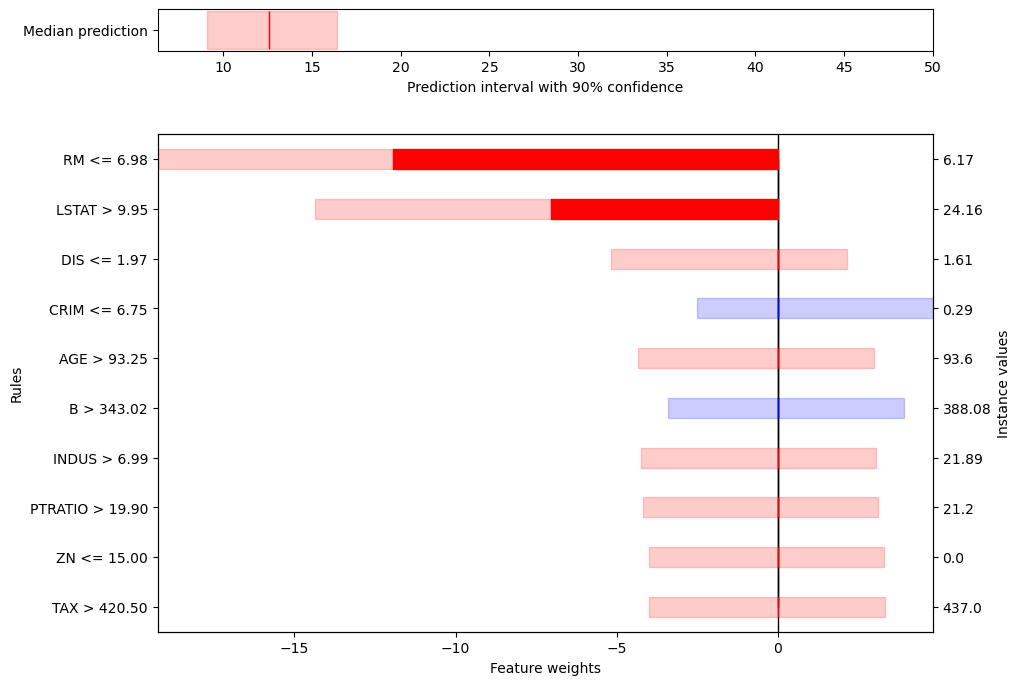 Median prediction
10 15 20 25 30 35 40 45 50
Prediction interval with 90% confidence
RM <= 6.98 6.17
LSTAT > 9.95 24.16
DIS <= 1.97 1.61
CRIM <= 6.75 0.29
AGE > 93.25 93.6
B > 343.02 388.08
INDUS > 6.99 21.89
PTRATIO > 19.90 21.2
ZN <= 15.00 0.0
TAX > 420.50 437.0
Rules
Instance values
−15 −10 −5 0
Feature weights